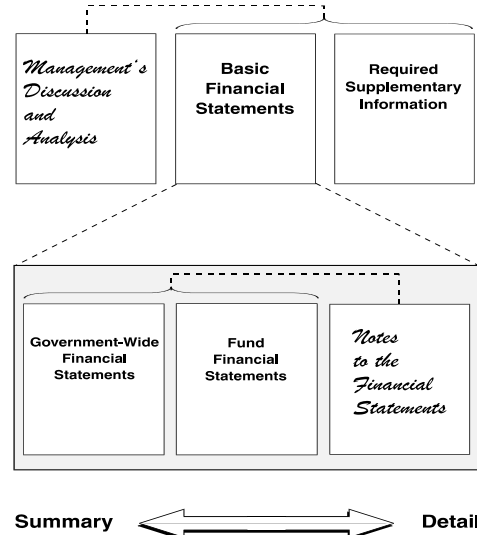 Management's
Discussion
and
Analysis
Basic
Financial
Statements
Required
Supplementary
Information
Government-Wide
Financial
Statements
Fund
Financial
Statements
Notes
to the
Financial
Statements
Summary
Detail